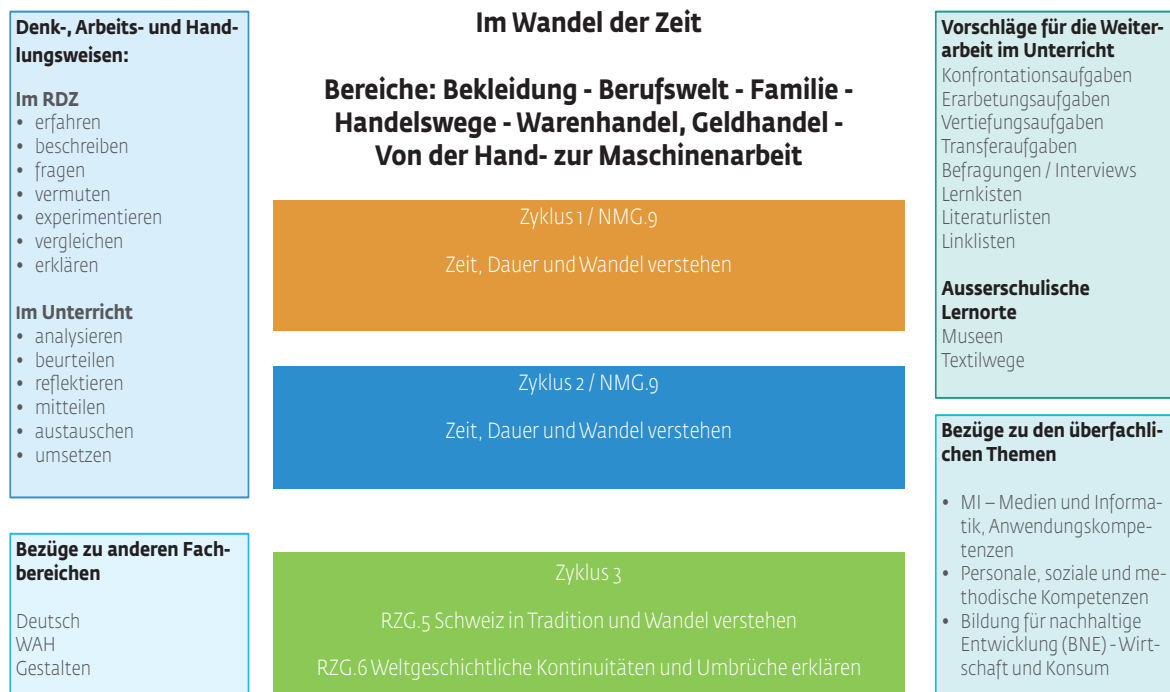 Denk-, Arbeits- und Hand-
lungsweisen:
Im RDZ
• erfahren
• beschreiben
• fragen
• vermuten
• experimentieren
• vergleichen
• erklären
Im Unterricht
• analysieren
• beurteilen
• reflektieren
• mitteilen
• austauschen
• umsetzen
Bezüge zu anderen Fach-
bereichen
Deutsch
WAH
Gestalten
Im Wandel der Zeit
Bereiche: Bekleidung - Berufswelt - Familie -
Handelswege - Warenhandel, Geldhandel -
Von der Hand- zur Maschinenarbeit
Zyklus 1 / NMG.9
Zeit, Dauer und Wandel verstehen
Zyklus 2 / NMG.9
Zeit, Dauer und Wandel verstehen
Zyklus 3
RZG.5 Schweiz in Tradition und Wandel verstehen
RZG.6 Weltgeschichtliche Kontinuitäten und Umbrüche erklären
Vorschläge für die Weiter-
arbeit im Unterricht
Konfrontationsaufgaben
Erarbetungsaufgaben
Vertiefungsaufgaben
Transferaufgaben
Befragungen / Interviews
Lernkisten
Literaturlisten
Linklisten
Ausserschulische
Lernorte
Museen
Textilwege
Bezüge zu den überfachli-
chen Themen
• MI – Medien und Informa-
tik, Anwendungskompe-
tenzen
• Personale, soziale und me-
thodische Kompetenzen
• Bildung für nachhaltige
Entwicklung (BNE) - Wirt-
schaft und Konsum